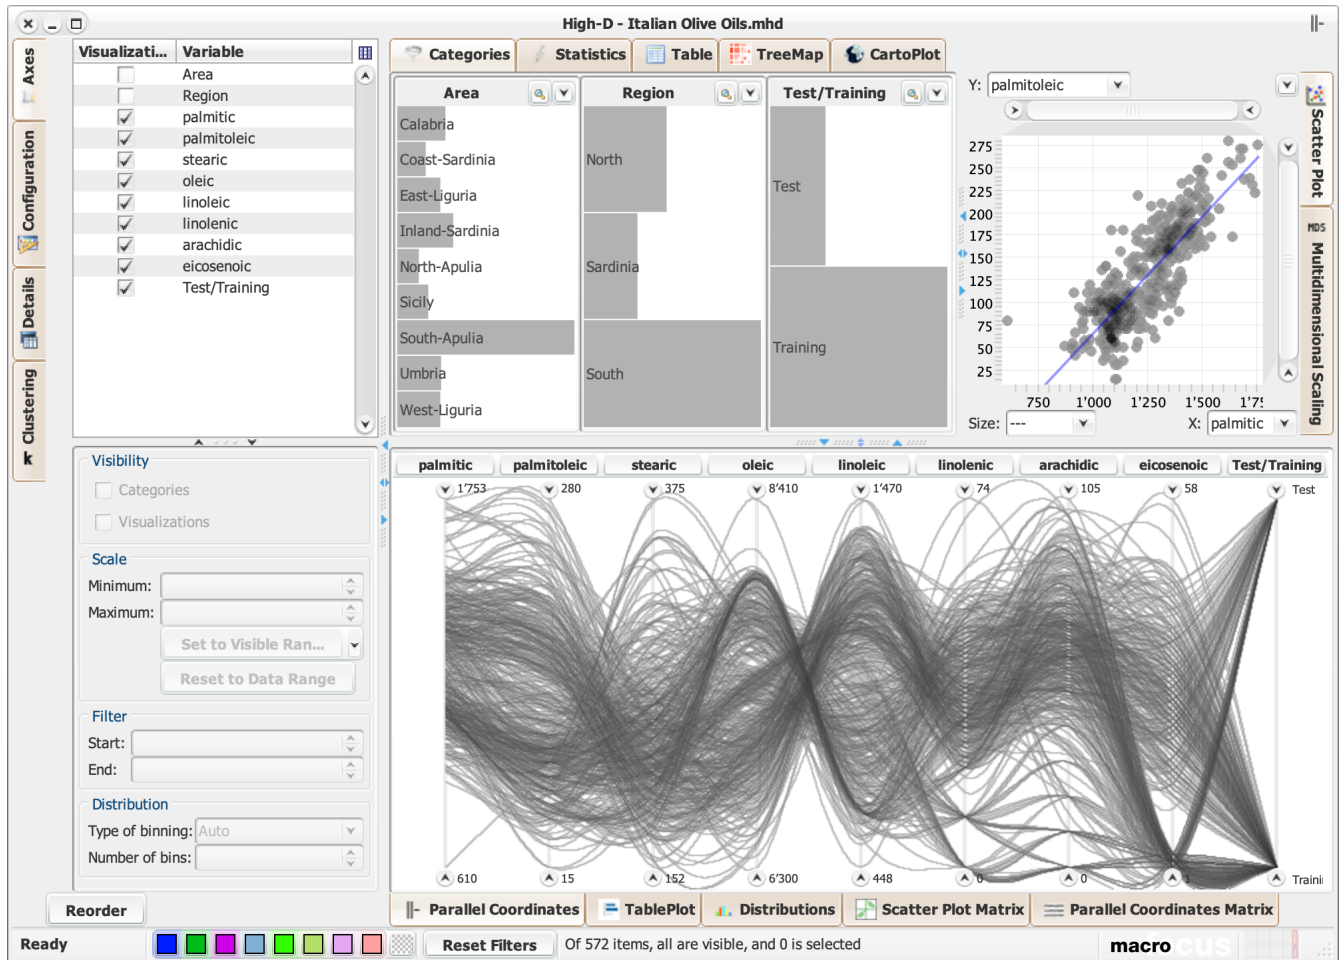 High-D - Italian Olive Oils.mhd
Axes
Configuration
Details
Clustering
k
Visualizati... Variable
Area
Region
palmitic
palmitoleic
stearic
oleic
linoleic
linolenic
arachidic
eicosenoic
Test/Training
Visibility
Categories
Visualizations
Scale
Minimum:
Maximum:
Set to Visible Ran...
Reset to Data Range
Filter
Start:
End:
Distribution
Type of binning: Auto
Number of bins:
Reorder
Categories Statistics Table TreeMap CartoPlot
Area Region Test/Training
Calabria
Coast-Sardinia
East-Liguria
Inland-Sardinia
North-Apulia
Sicily
South-Apulia
Umbria
West-Liguria
North
Sardinia
South
Test
Training
Y: palmitoleic
275
250
225
200
175
150
125
100
75
50
25
750 1'000 1'250 1'500 1'75
Size: --- X: palmitic
Scatter Plot
MDS
Multidimensional Scaling
palmitic palmitoleic stearic oleic linoleic linolenic arachidic eicosenoic Test/Training
1'753 280 375 8'410 1'470 74 105 58 Test
610 15 152 6'300 448 0 0 1 Traini
Parallel Coordinates TablePlot Distributions Scatter Plot Matrix Parallel Coordinates Matrix
Ready Reset Filters Of 572 items, all are visible, and 0 is selected macrofocus